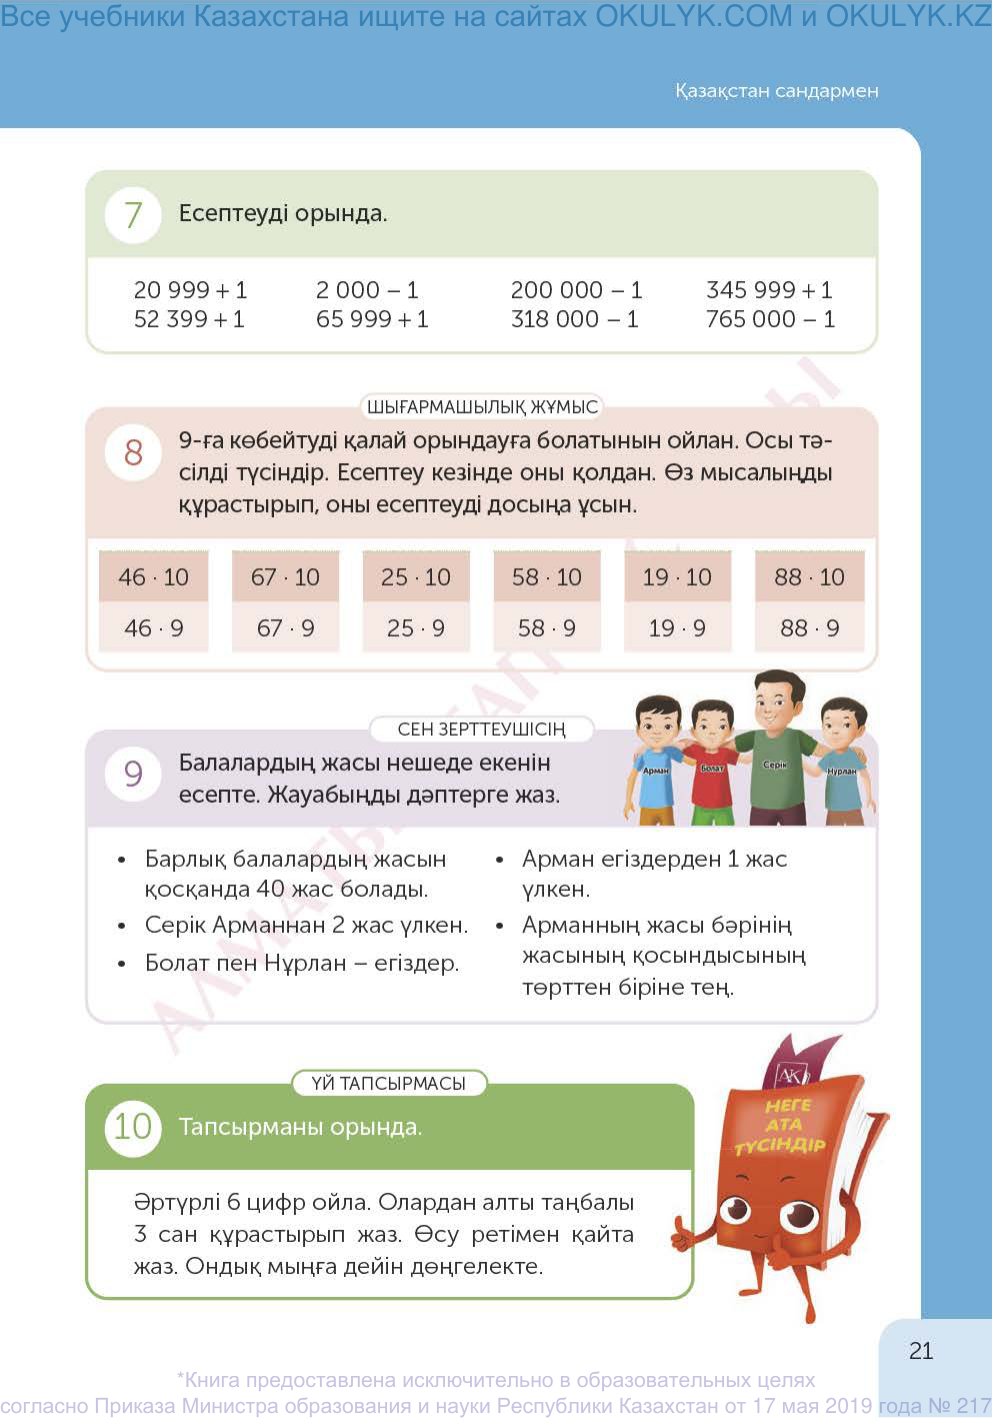 Все учебники Казахстана ищите на сайтах OKULYK.COM и OKULYK.KZ
Қазақстан сандармен
7 Есептеуді орында.
20 999 + 1 2 000 – 1 200 000 – 1 345 999 + 1
52 399 + 1 65 999 + 1 318 000 – 1 765 000 – 1
ШЫҒАРМАШЫЛЫҚ ЖҰМЫС
8 9-ға көбейтуді қалай орындауға болатынын ойлан. Осы тә-
сілді түсіндір. Есептеу кезінде оны қолдан. Өз мысалыңды
құрастырып, оны есептеуді досыңа ұсын.
46 · 10 67 · 10 25 · 10 58 · 10 19 · 10 88 · 10
46 · 9 67 · 9 25 · 9 58 · 9 19 · 9 88 · 9
СЕН ЗЕРТТЕУШІСІҢ
9 Балалардың жасы нешеде екенін
есепте. Жауабыңды дәптерге жаз.
Арман Болат Серік Нұрлан
• Барлық балалардың жасын
қосқанда 40 жас болады.
• Серік Арманнан 2 жас үлкен.
• Болат пен Нұрлан – егіздер.
• Арман егіздерден 1 жас
үлкен.
• Арманның жасы бәрінің
жасының қосындысының
төрттен біріне тең.
ҮЙ ТАПСЫРМАСЫ
10 Тапсырманы орында.
Әртүрлі 6 цифр ойла. Олардан алты таңбалы
3 сан құрастырып жаз. Өсу ретімен қайта
жаз. Ондық мыңға дейін дөңгелекте.
АК
НЕГЕ
АТА
ТҮСІНДІР
21
*Книга предоставлена исключительно в образовательных целях
согласно Приказа Министра образования и науки Республики Казахстан от 17 мая 2019 года № 217